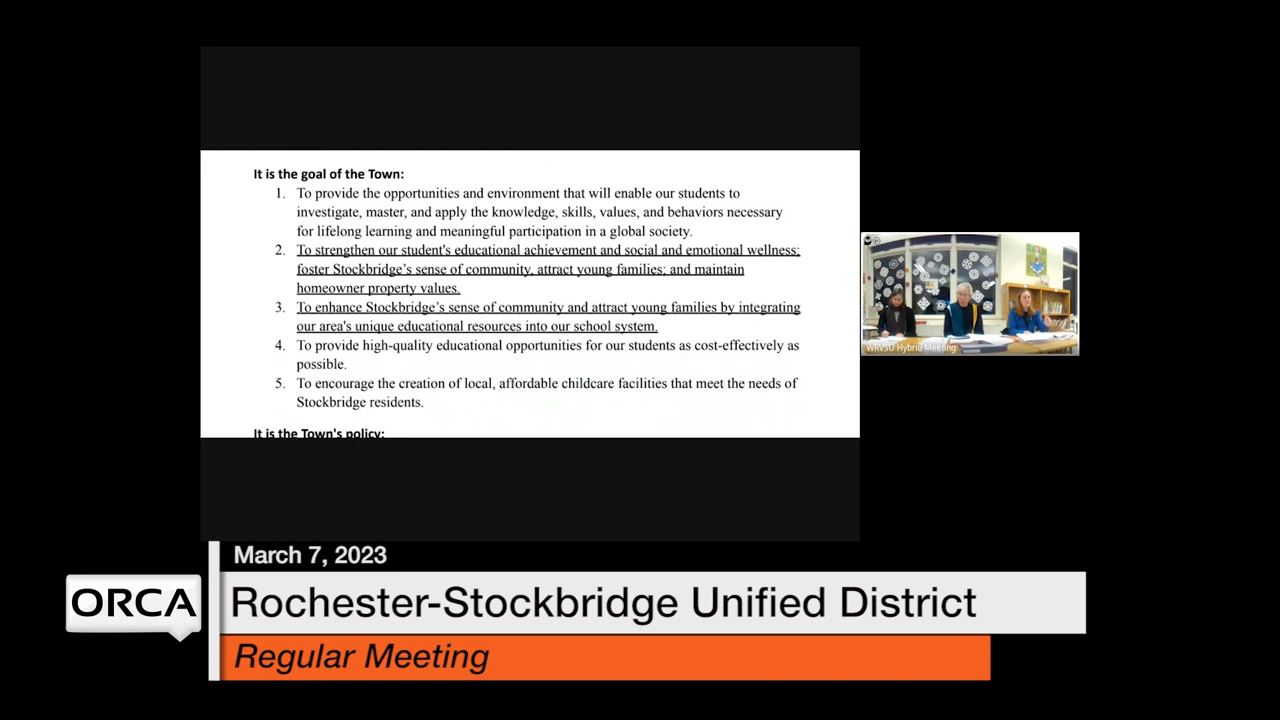 It is the goal of the Town:
1. To provide the opportunities and environment that will enable our students to
investigate, master, and apply the knowledge, skills, values, and behaviors necessary
for lifelong learning and meaningful participation in a global society.
2. To strengthen our student's educational achievement and social and emotional wellness;
foster Stockbridge's sense of community, attract young families; and maintain
homeowner property values.
3. To enhance Stockbridge's sense of community and attract young families by integrating
our area's unique educational resources into our school system.
4. To provide high-quality educational opportunities for our students as cost-effectively as
possible.
5. To encourage the creation of local, affordable childcare facilities that meet the needs of
Stockbridge residents.
It is the Town's policy:
WRVSU Hybrid Meeting
March 7, 2023
ORCA
Rochester-Stockbridge Unified District
Regular Meeting